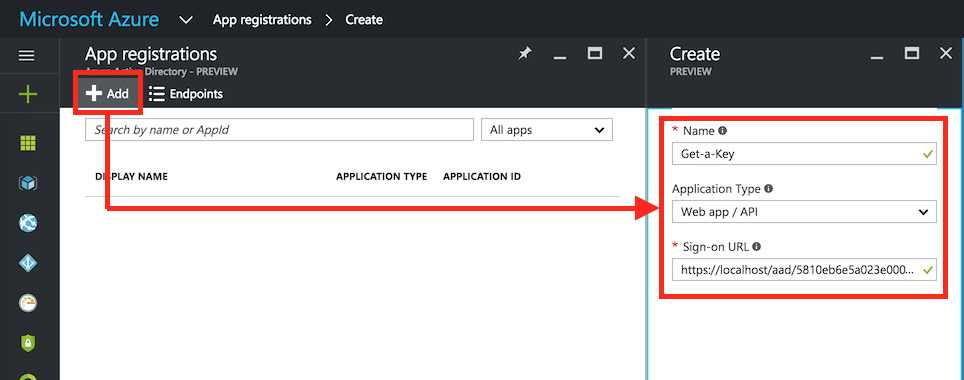 Microsoft Azure App registrations Create
App registrations
Azure Active Directory - PREVIEW
Add Endpoints
Search by name or AppId All apps
DISPLAY NAME APPLICATION TYPE APPLICATION ID
Create
PREVIEW
* Name
Get-a-Key
Application Type
Web app / API
* Sign-on URL
https://localhost/aad/5810eb6e5a023e000...